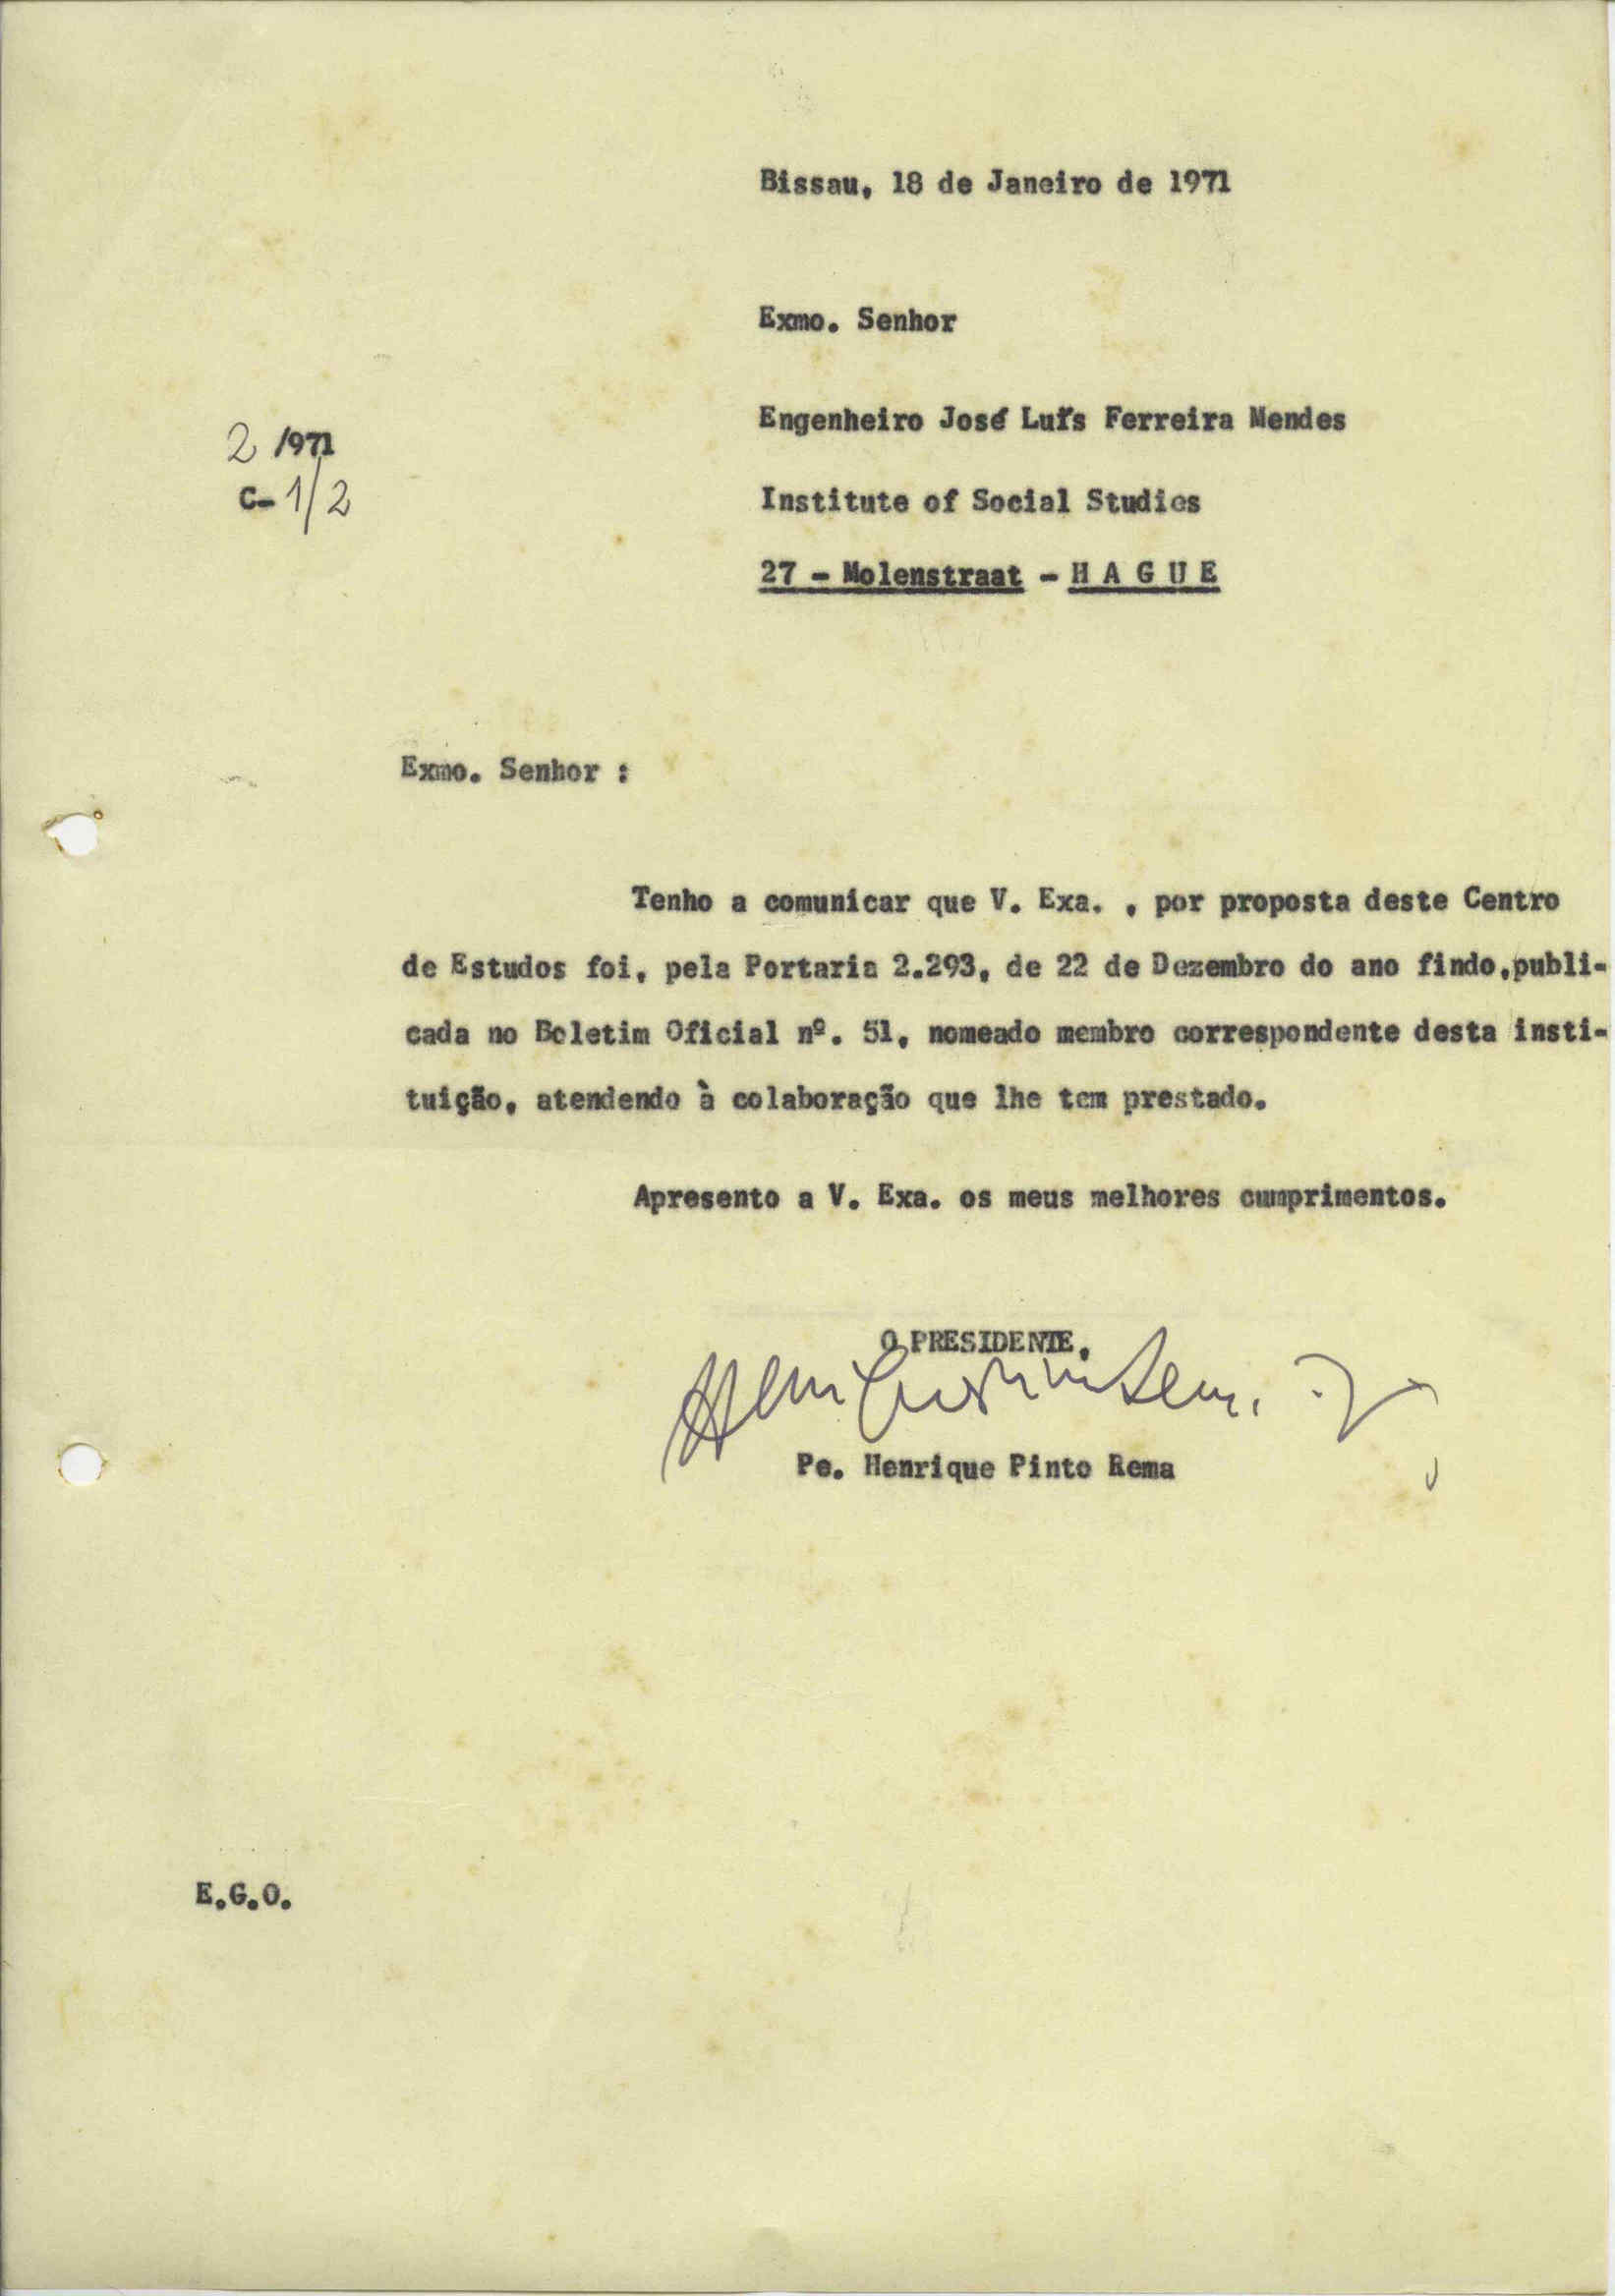 Bissau, 18 de Janeiro de 1971
Exmo. Senhor
Engenheiro José Luís Ferreira Mendes
2 /971
C- 1/2
Institute of Social Studies
27 - Molenstraat - H A G U E
Exmo. Senhor :
Tenho a comunicar que V. Exa. , por proposta deste Centro
de Estudos foi, pela Portaria 2.293, de 22 de Dezembro do ano findo,publi-
cada no Boletim Oficial nº. 51, nomeado membro correspondente desta insti-
tuição, atendendo à colaboração que lhe tem prestado.
Apresento a V. Exa. os meus melhores cumprimentos.
O PRESIDENTE,
Pe. Henrique Pinto Rema
E.G.O.